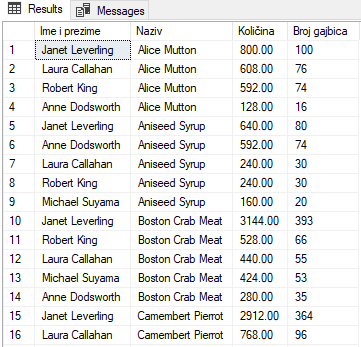 Results Messages
Ime i prezime Naziv Količina Broj gajbica
1 Janet Leverling Alice Mutton 800.00 100
2 Laura Callahan Alice Mutton 608.00 76
3 Robert King Alice Mutton 592.00 74
4 Anne Dodsworth Alice Mutton 128.00 16
5 Janet Leverling Aniseed Syrup 640.00 80
6 Anne Dodsworth Aniseed Syrup 592.00 74
7 Laura Callahan Aniseed Syrup 240.00 30
8 Robert King Aniseed Syrup 240.00 30
9 Michael Suyama Aniseed Syrup 160.00 20
10 Janet Leverling Boston Crab Meat 3144.00 393
11 Robert King Boston Crab Meat 528.00 66
12 Laura Callahan Boston Crab Meat 440.00 55
13 Michael Suyama Boston Crab Meat 424.00 53
14 Anne Dodsworth Boston Crab Meat 280.00 35
15 Janet Leverling Camembert Pierrot 2912.00 364
16 Laura Callahan Camembert Pierrot 768.00 96